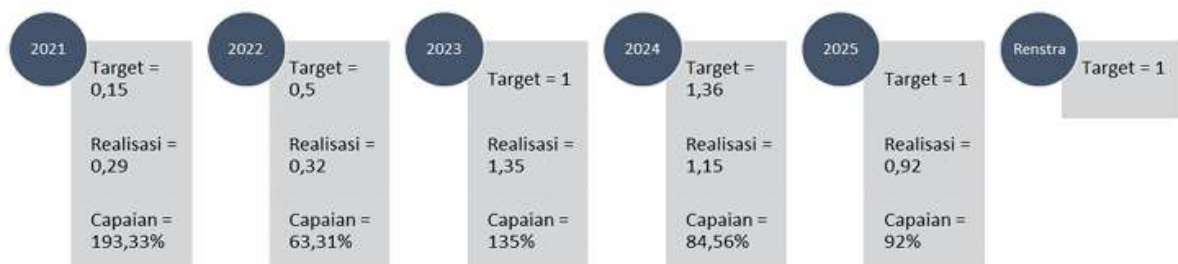 2021
Target =
0,15
Realisasi =
0,29
Capaian =
193,33%
2022
Target =
0,5
Realisasi =
0,32
Capaian =
63,31%
2023
Target = 1
Realisasi =
1,35
Capaian =
135%
2024
Target =
1,36
Realisasi =
1,15
Capaian =
84,56%
2025
Target = 1
Realisasi =
0,92
Capaian =
92%
Renstra
Target = 1